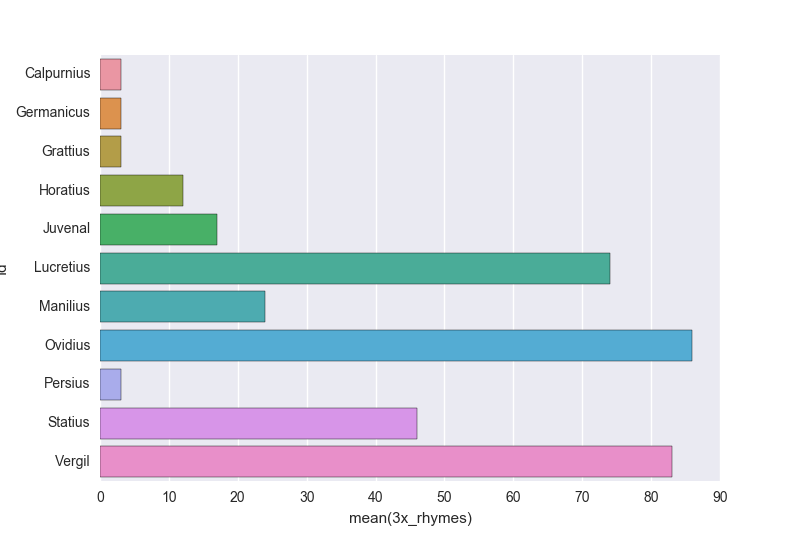 Calpurnius
Germanicus
Grattius
Horatius
Juvenal
Lucretius
Manilius
Ovidius
Persius
Statius
Vergil
0 10 20 30 40 50 60 70 80 90
mean(3x_rhymes)